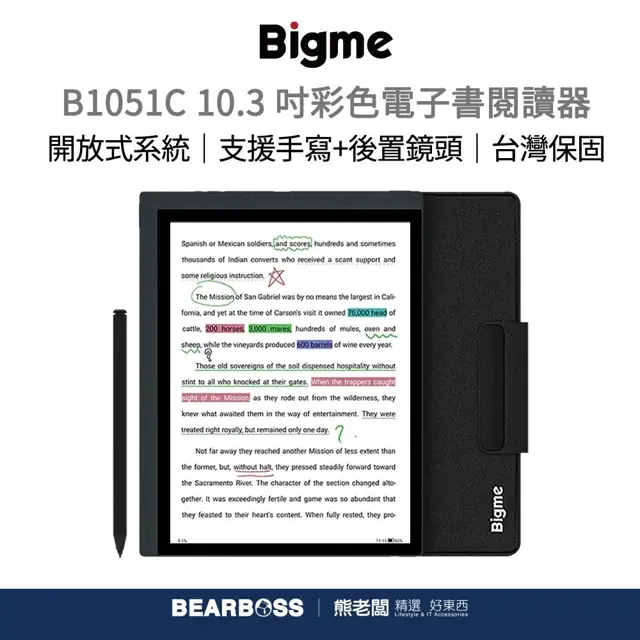 Bigme
B1051C 10.3 吋彩色電子書閱讀器
開放式系統｜支援手寫+後置鏡頭｜台灣保固
Spanish or Mexican soldiers, and scores, hundreds and sometimes
thousands of Indian converts who received a scant support and
some religious instruction.
The Mission of San Gabriel was by no means the largest in Cali-
fornia, and yet at the time of Carson's visit it owned 70,000 head of
cattle, 200 horses, 3,000 mares, hundreds of mules, oxen and
sheep, while the vineyards produced 600 barrels of wine every year.
?
Those old sovereigns of the soil dispensed hospitality without
stint to all who knocked at their gates. When the trappers caught
sight of the Mission, as they rode out from the wilderness, they
knew what awaited them in the way of entertainment. They were
treated right royally, but remained only one day.
?
Not far away they reached another Mission of less extent than
the former, but, without halt, they pressed steadily forward toward
the Sacramento River. The character of the section changed alto-
gether. It was exceedingly fertile and game was so abundant that
they feasted to their heart's content. When fully rested, they pro-
Bigme
BEARBOSS｜熊老闆 精選 好東西
Lifestyle & IT Accessories